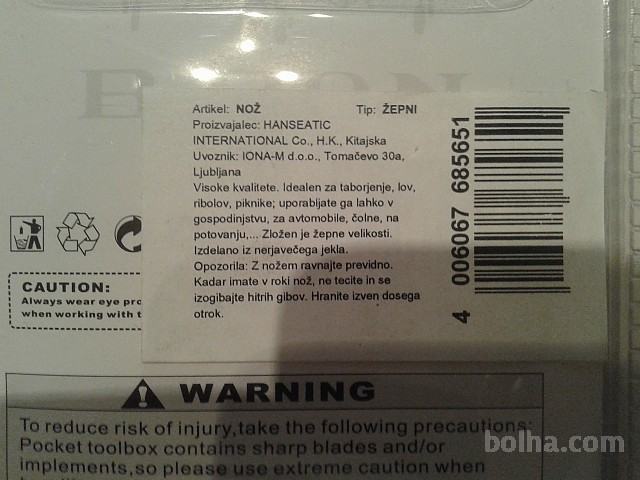 Artikel: NOŽ Tip: ŽEPNI
Proizvajalec: HANSEATIC
INTERNATIONAL Co., H.K., Kitajska
Uvoznik: IONA-M d.o.o., Tomačevo 30a,
Ljubljana
Visoke kvalitete. Idealen za taborjenje, lov,
ribolov, piknike; uporabljate ga lahko v
gospodinjstvu, za avtomobile, čolne, na
potovanju,... Zložen je žepne velikosti.
Izdelano iz nerjavečega jekla.
Opozorila: Z nožem ravnajte previdno.
Kadar imate v roki nož, ne tecite in se
izogibajte hitrih gibov. Hranite izven dosega
otrok.
4 006067 685651
CAUTION:
Always wear eye pro
when working with t
WARNING
To reduce risk of injury,take the following precautions:
Pocket toolbox contains sharp blades and/or
implements,so please use extreme caution when
bolha.com